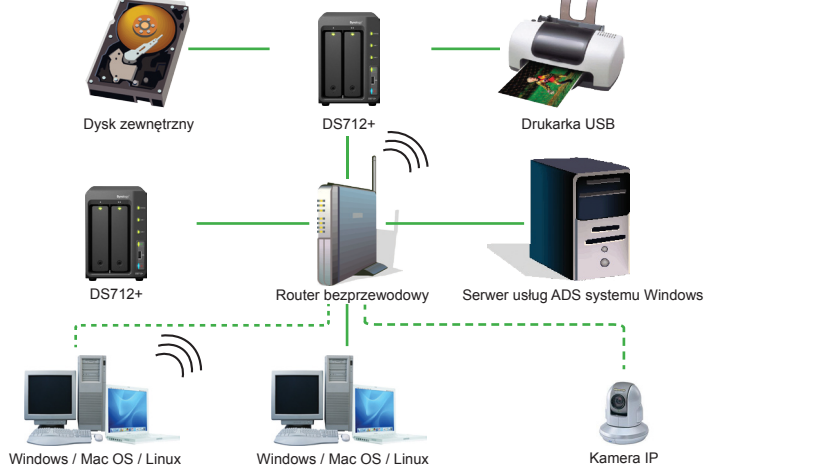 Dysk zewnętrzny
DS712+
Drukarka USB
DS712+
Router bezprzewodowy
Serwer usług ADS systemu Windows
Windows / Mac OS / Linux
Windows / Mac OS / Linux
Kamera IP